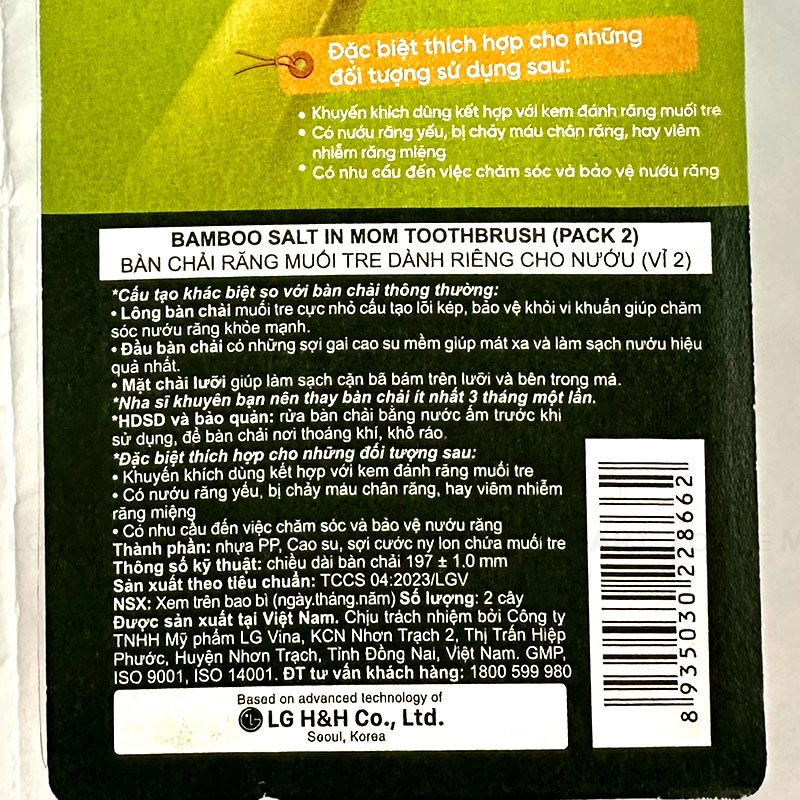 Đặc biệt thích hợp cho những
đối tượng sử dụng sau:
• Khuyến khích dùng kết hợp với kem đánh răng muối tre
• Có nướu răng yếu, bị chảy máu chân răng, hay viêm
nhiễm răng miệng
• Có nhu cầu đến việc chăm sóc và bảo vệ nướu răng
BAMBOO SALT IN MOM TOOTHBRUSH (PACK 2)
BÀN CHẢI RĂNG MUỐI TRE DÀNH RIÊNG CHO NƯỚU (VỈ 2)
*Cấu tạo khác biệt so với bàn chải thông thường:
• Lông bàn chải muối tre cực nhỏ cấu tạo lõi kép, bảo vệ khỏi vi khuẩn giúp chăm
sóc nướu răng khỏe mạnh.
• Đầu bàn chải có những sợi gai cao su mềm giúp mát xa và làm sạch nướu hiệu
quả nhất.
• Mặt chải lưỡi giúp làm sạch cặn bã bám trên lưỡi và bên trong má.
*Nha sĩ khuyên bạn nên thay bàn chải ít nhất 3 tháng một lần.
*HDSD và bảo quản: rửa bàn chải bằng nước ấm trước khi
sử dụng, để bàn chải nơi thoáng khí, khô ráo.
*Đặc biệt thích hợp cho những đối tượng sau:
• Khuyến khích dùng kết hợp với kem đánh răng muối tre
• Có nướu răng yếu, bị chảy máu chân răng, hay viêm nhiễm
răng miệng
• Có nhu cầu đến việc chăm sóc và bảo vệ nướu răng
Thành phần: nhựa PP, Cao su, sợi cước ny lon chứa muối tre
Thông số kỹ thuật: chiều dài bàn chải 197 ± 1.0 mm
Sản xuất theo tiêu chuẩn: TCCS 04:2023/LGV
NSX: Xem trên bao bì (ngày.tháng.năm) Số lượng: 2 cây
Được sản xuất tại Việt Nam. Chịu trách nhiệm bởi Công ty
TNHH Mỹ phẩm LG Vina, KCN Nhơn Trạch 2, Thị Trấn Hiệp
Phước, Huyện Nhơn Trạch, Tỉnh Đồng Nai, Việt Nam. GMP,
ISO 9001, ISO 14001. ĐT tư vấn khách hàng: 1800 599 980
8 935030 228662
Based on advanced technology of
LG H&H Co., Ltd.
Seoul, Korea